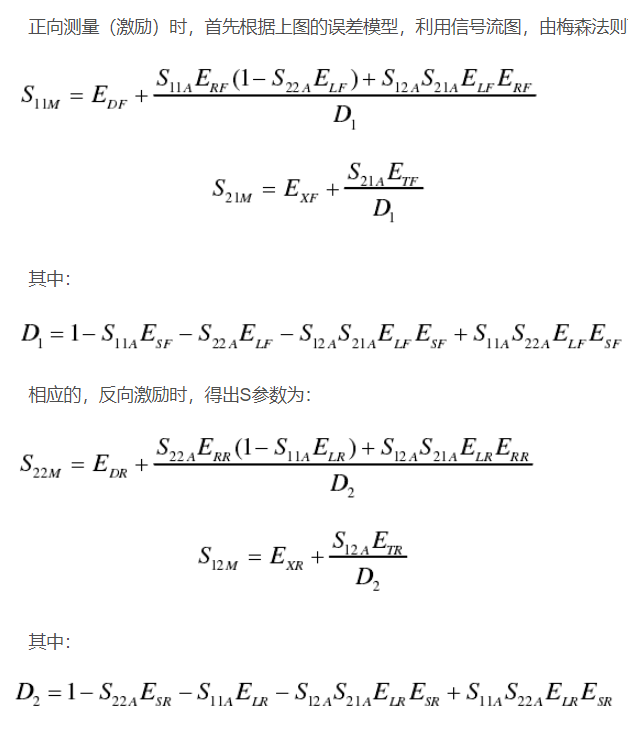 正向测量（激励）时，首先根据上图的误差模型，利用信号流图，由梅森法则
S_{11M} = E_{DF} + \frac{S_{11A}E_{RF}(1-S_{22A}E_{LF})+S_{12A}S_{21A}E_{LF}E_{RF}}{D_1}
S_{21M} = E_{XF} + \frac{S_{21A}E_{TF}}{D_1}
其中：
D_1 = 1-S_{11A}E_{SF}-S_{22A}E_{LF}-S_{12A}S_{21A}E_{LF}E_{SF}+S_{11A}S_{22A}E_{LF}E_{SF}
相应的，反向激励时，得出S参数为：
S_{22M} = E_{DR} + \frac{S_{22A}E_{RR}(1-S_{11A}E_{LR})+S_{12A}S_{21A}E_{LR}E_{RR}}{D_2}
S_{12M} = E_{XR} + \frac{S_{12A}E_{TR}}{D_2}
其中：
D_2 = 1-S_{22A}E_{SR}-S_{11A}E_{LR}-S_{12A}S_{21A}E_{LR}E_{SR}+S_{11A}S_{22A}E_{LR}E_{SR}